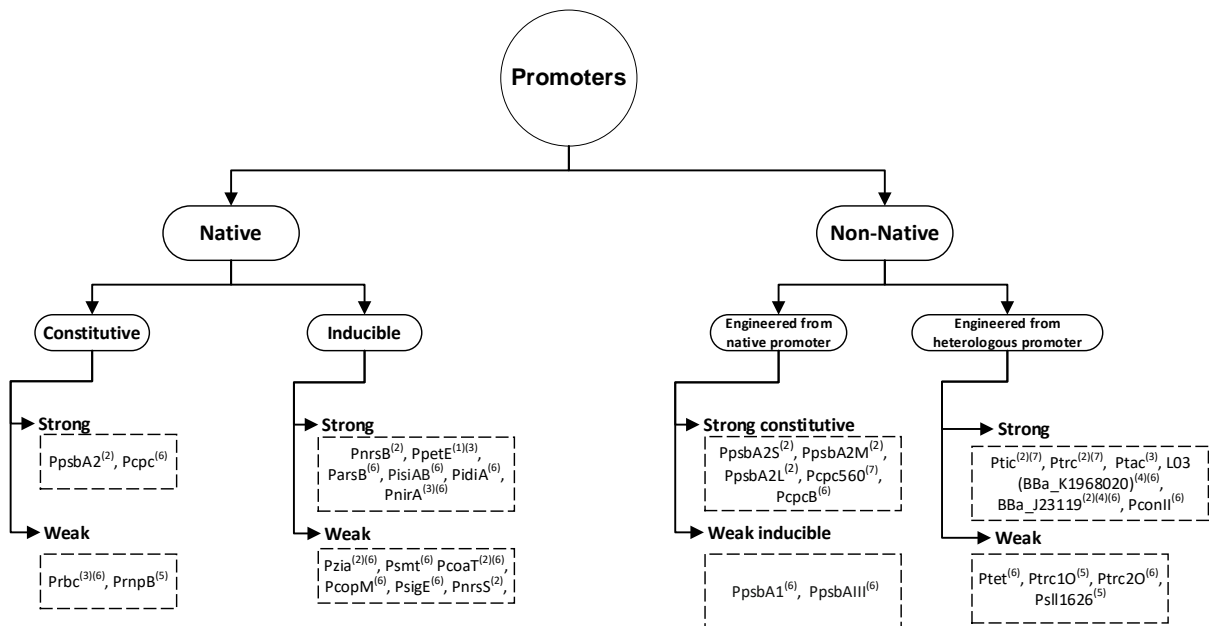 Promoters
Native
Non-Native
Constitutive
Inducible
Engineered from
native promoter
Engineered from
heterologous promoter
Strong
PpsbA2(2), Pcpc(6)
Weak
Prbc(3)(6), PrnpB(5)
Strong
PnrsB(2), PpetE(1)(3)
ParsB(6), PisiAB(6), PidiA(6)
PnirA(3)(6)
Weak
Pzia(2)(6), Psmt(6) PcoaT(2)(6),
PcopM(6), PsigE(6), PnrsS(2),
Strong constitutive
PpsbA2S(2), PpsbA2M(2),
PpsbA2L(2), Pcpc560(7),
PcpcB(6)
Weak inducible
PpsbA1(6), PpsbAIII(6)
Strong
Ptic(2)(7), Ptrc(2)(7), Ptac(3), L03
(BBa_K1968020)(4)(6),
BBa_J23119(2)(4)(6), PconII(6)
Weak
Ptet(6), Ptrc1O(5), Ptrc2O(6),
Psll1626(5)